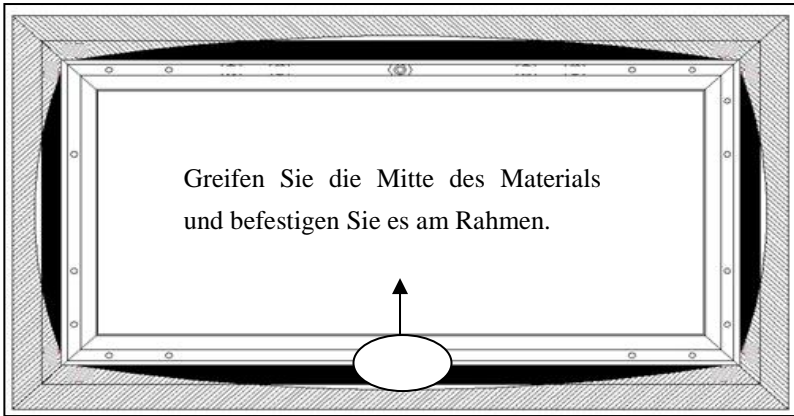 Greifen Sie die Mitte des Materials
und befestigen Sie es am Rahmen.